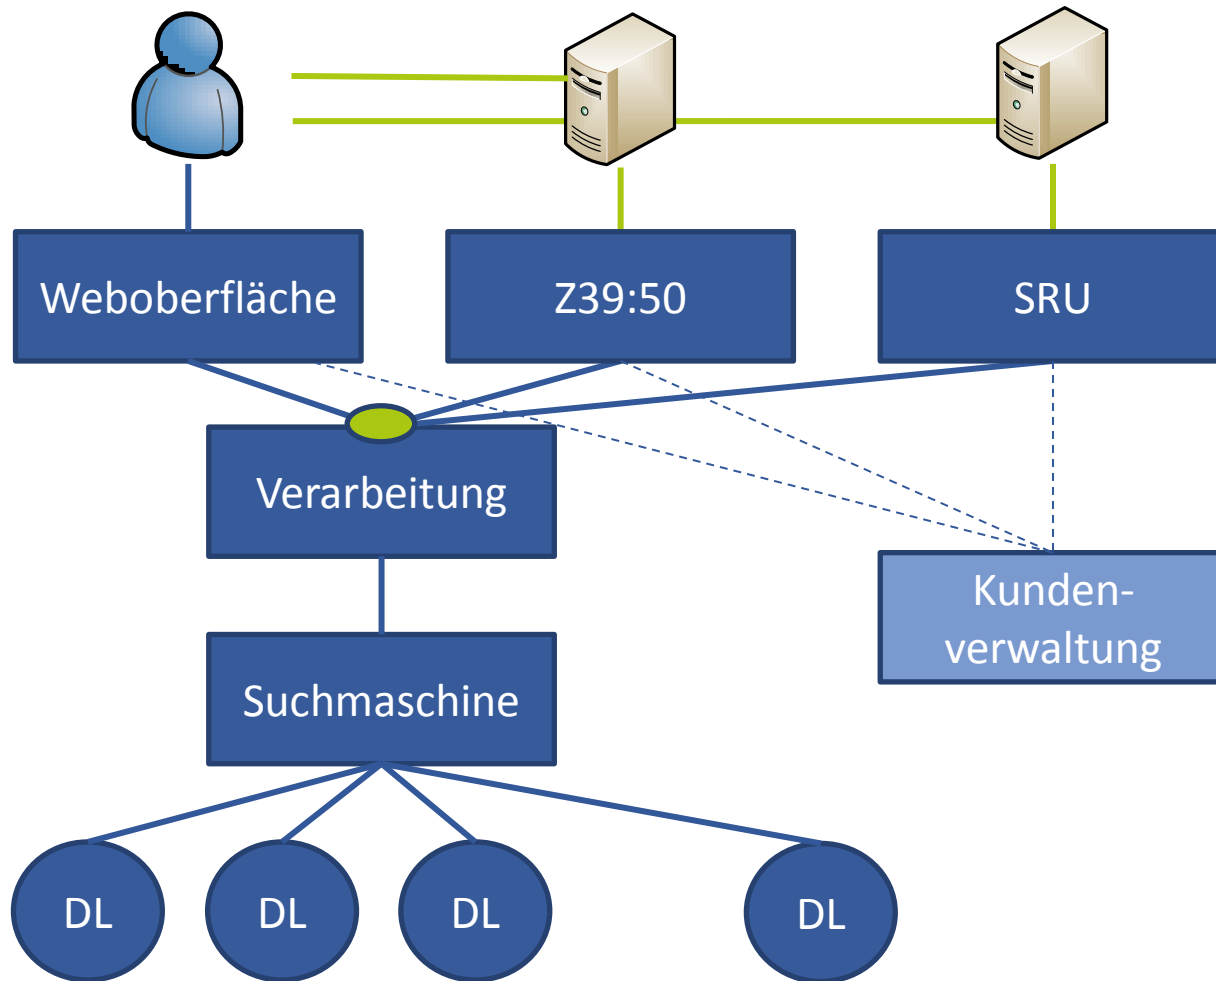 Weboberfläche
Z39:50
SRU
Verarbeitung
Kunden-
verwaltung
Suchmaschine
DL
DL
DL
DL